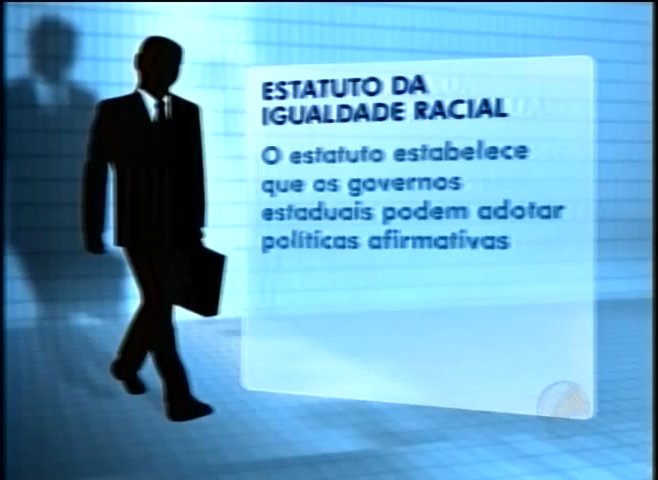 ESTATUTO DA
IGUALDADE RACIAL
O estatuto estabelece
que os governos
estaduais podem adotar
políticas afirmativas